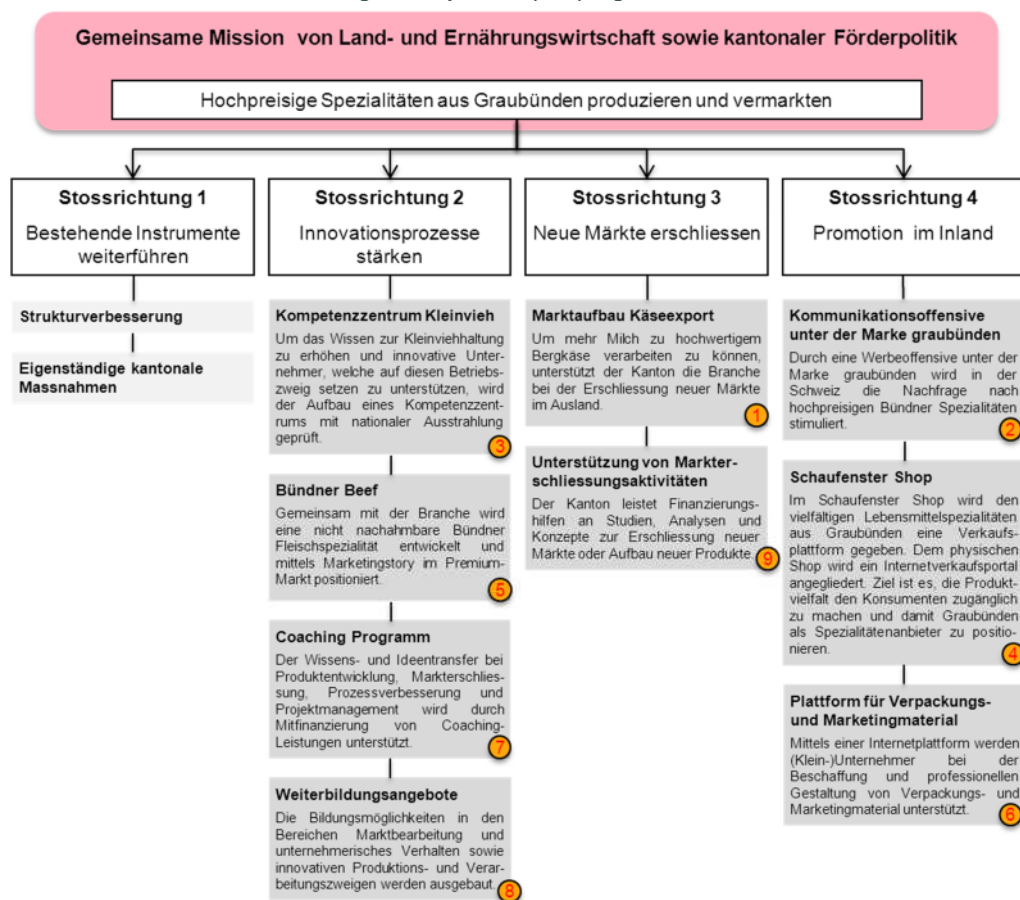 Gemeinsame Mission von Land- und Ernährungswirtschaft sowie kantonaler Förderpolitik
Hochpreisige Spezialitäten aus Graubünden produzieren und vermarkten
Stossrichtung 1
Bestehende Instrumente
weiterführen
Strukturverbesserung
Eigenständige kantonale
Massnahmen
Stossrichtung 2
Innovationsprozesse
stärken
Kompetenzzentrum Kleinvieh
Um das Wissen zur Kleinviehhaltung
zu erhöhen und innovative Unter-
nehmer, welche auf diesen Betriebs-
zweig setzen zu unterstützen, wird
der Aufbau eines Kompetenzzent-
rums mit nationaler Ausstrahlung
geprüft.
3
Bündner Beef
Gemeinsam mit der Branche wird
eine nicht nachahmbare Bündner
Fleischspezialität entwickelt und
mittels Marketingstory im Premium-
Markt positioniert.
5
Coaching Programm
Der Wissens- und Ideentransfer bei
Produktentwicklung, Markterschlies-
sung, Prozessverbesserung und
Projektmanagement wird durch
Mitfinanzierung von Coaching-
Leistungen unterstützt.
7
Weiterbildungsangebote
Die Bildungsmöglichkeiten in den
Bereichen Marktbearbeitung und
unternehmerisches Verhalten sowie
innovativen Produktions- und Verar-
beitungszweigen werden ausgebaut.
8
Stossrichtung 3
Neue Märkte erschliessen
Marktaufbau Käseexport
Um mehr Milch zu hochwertigem
Bergkäse verarbeiten zu können,
unterstützt der Kanton die Branche
bei der Erschliessung neuer Märkte
im Ausland.
1
Unterstützung von Markter-
schliessungsaktivitäten
Der Kanton leistet Finanzierungs-
hilfen an Studien, Analysen und
Konzepte zur Erschliessung neuer
Märkte oder Aufbau neuer Produkte.
9
Stossrichtung 4
Promotion im Inland
Kommunikationsoffensive
unter der Marke graubünden
Durch eine Werbeoffensive unter der
Marke graubünden wird in der
Schweiz die Nachfrage nach
hochpreisigen Bündner Spezialitäten
stimuliert.
2
Schaufenster Shop
Im Schaufenster Shop wird den
vielfältigen Lebensmittelspezialitäten
aus Graubünden eine Verkaufs-
plattform gegeben. Dem physischen
Shop wird ein Internetverkaufsportal
angegliedert. Ziel ist es, die Produkt-
vielfalt den Konsumenten zugänglich
zu machen und damit Graubünden
als Spezialitätenanbieter zu positio-
nieren.
4
Plattform für Verpackungs-
und Marketingmaterial
Mittels einer Internetplattform werden
(Klein-)Unternehmer bei der
Beschaffung und professionellen
Gestaltung von Verpackungs- und
Marketingmaterial unterstützt.
6